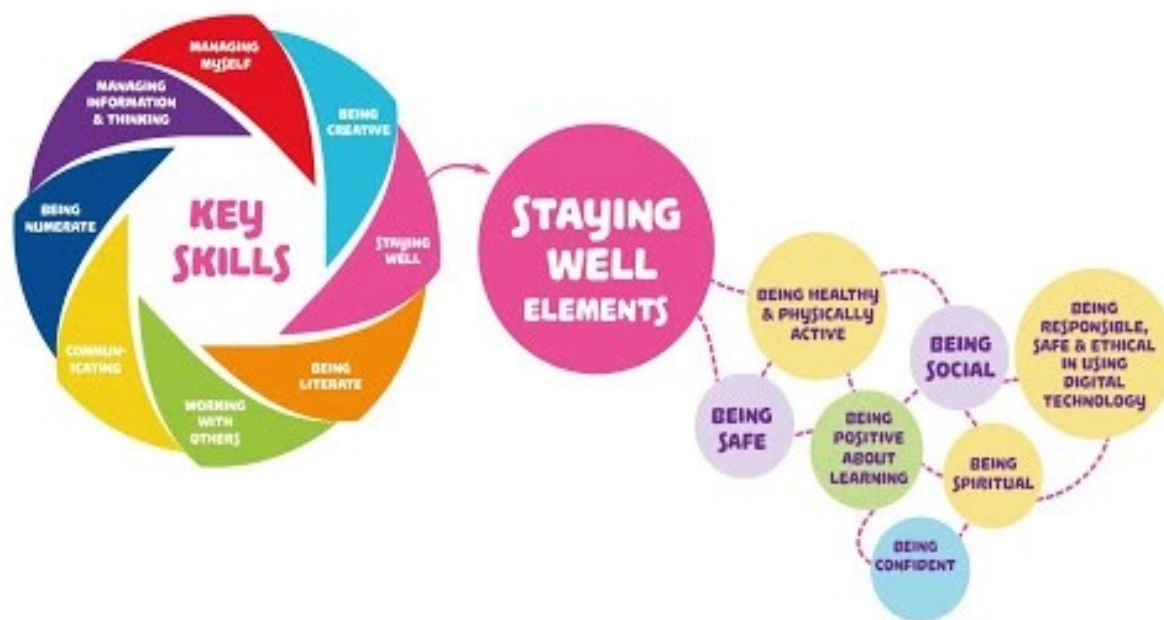 MANAGING
MYSELF
BEING
CREATIVE
STAYING
WELL
BEING
LITERATE
WORKING
WITH
OTHERS
COMMUN-
ICATING
BEING
NUMERATE
MANAGING
INFORMATION
& THINKING
KEY
SKILLS
STAYING
WELL
ELEMENTS
BEING HEALTHY
& PHYSICALLY
ACTIVE
BEING
SAFE
BEING
POSITIVE
ABOUT
LEARNING
BEING
SOCIAL
BEING
RESPONSIBLE,
SAFE & ETHICAL
IN USING
DIGITAL
TECHNOLOGY
BEING
SPIRITUAL
BEING
CONFIDENT